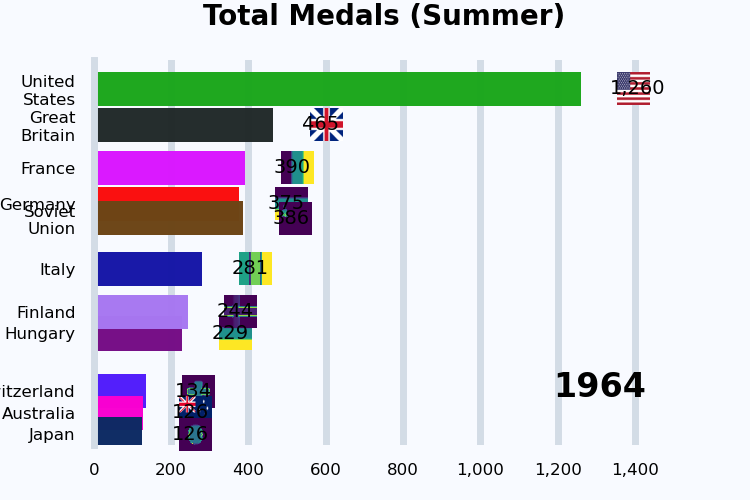 Total Medals (Summer)
United
States
1,260
Great
Britain
465
France
390
Germany
375
Soviet
Union
386
Italy
281
Finland
244
Hungary
229
itzerland
134
Australia
126
Japan
126
1964
0 200 400 600 800 1,000 1,200 1,400